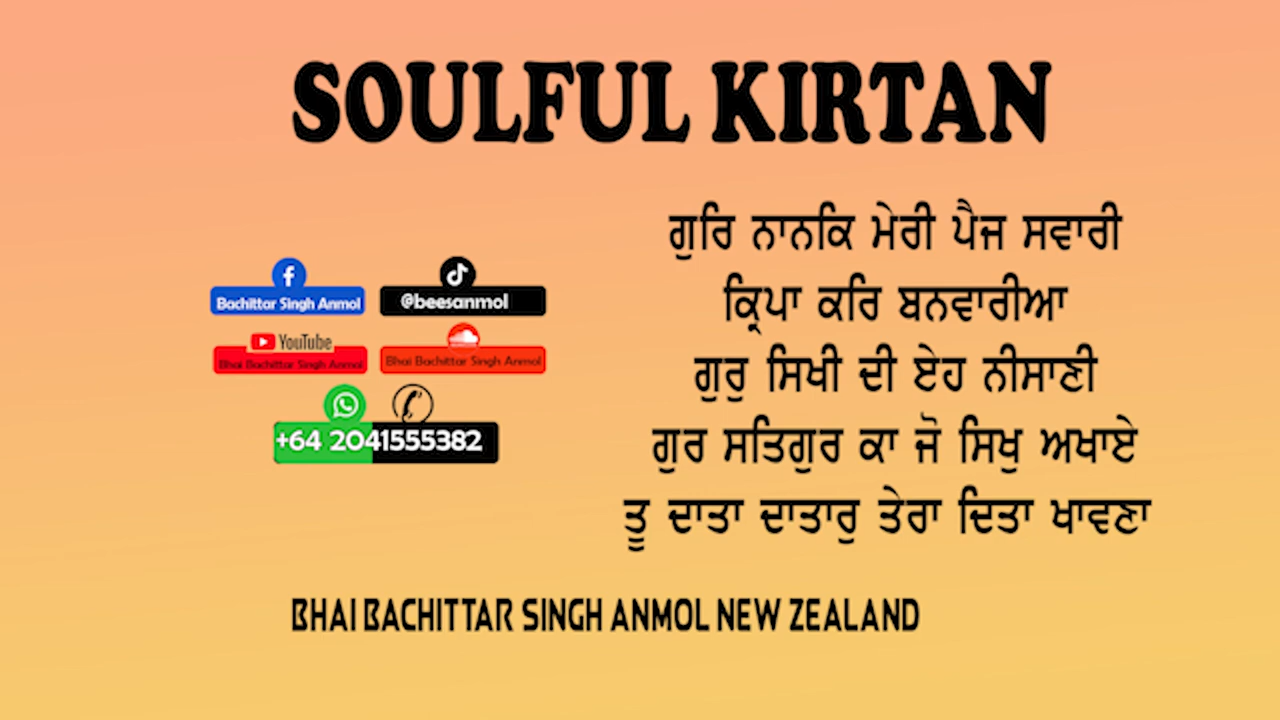 SOULFUL KIRTAN
Bachittar Singh Anmol
@beesanmol
YouTube
Bhai Bachittar Singh Anmol
Bhai Bachittar Singh Anmol
+64 2041555382
ਗੁਰਿ ਨਾਨਕਿ ਮੇਰੀ ਪੈਜ ਸਵਾਰੀ
ਕ੍ਰਿਪਾ ਕਰਿ ਬਨਵਾਰੀਆ
ਗੁਰੁ ਸਿਖੀ ਦੀ ਏਹ ਨੀਸਾਣੀ
ਗੁਰ ਸਤਿਗੁਰ ਕਾ ਜੋ ਸਿਖੁ ਅਖਾਏ
ਤੂ ਦਾਤਾ ਦਾਤਾਰੁ ਤੇਰਾ ਦਿਤਾ ਖਾਵਣਾ
BHAI BACHITTAR SINGH ANMOL NEW ZEALAND